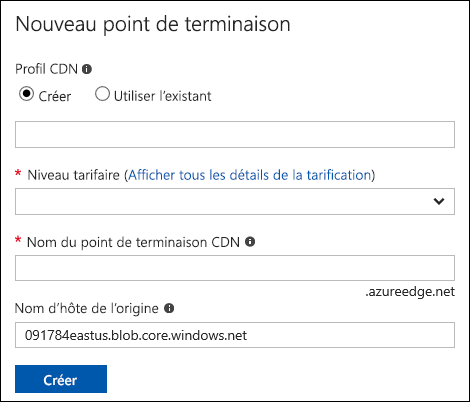 Nouveau point de terminaison
Profil CDN
Créer Utiliser l'existant
* Niveau tarifaire (Afficher tous les détails de la tarification)
* Nom du point de terminaison CDN
.azureedge.net
Nom d'hôte de l'origine
091784eastus.blob.core.windows.net
Créer